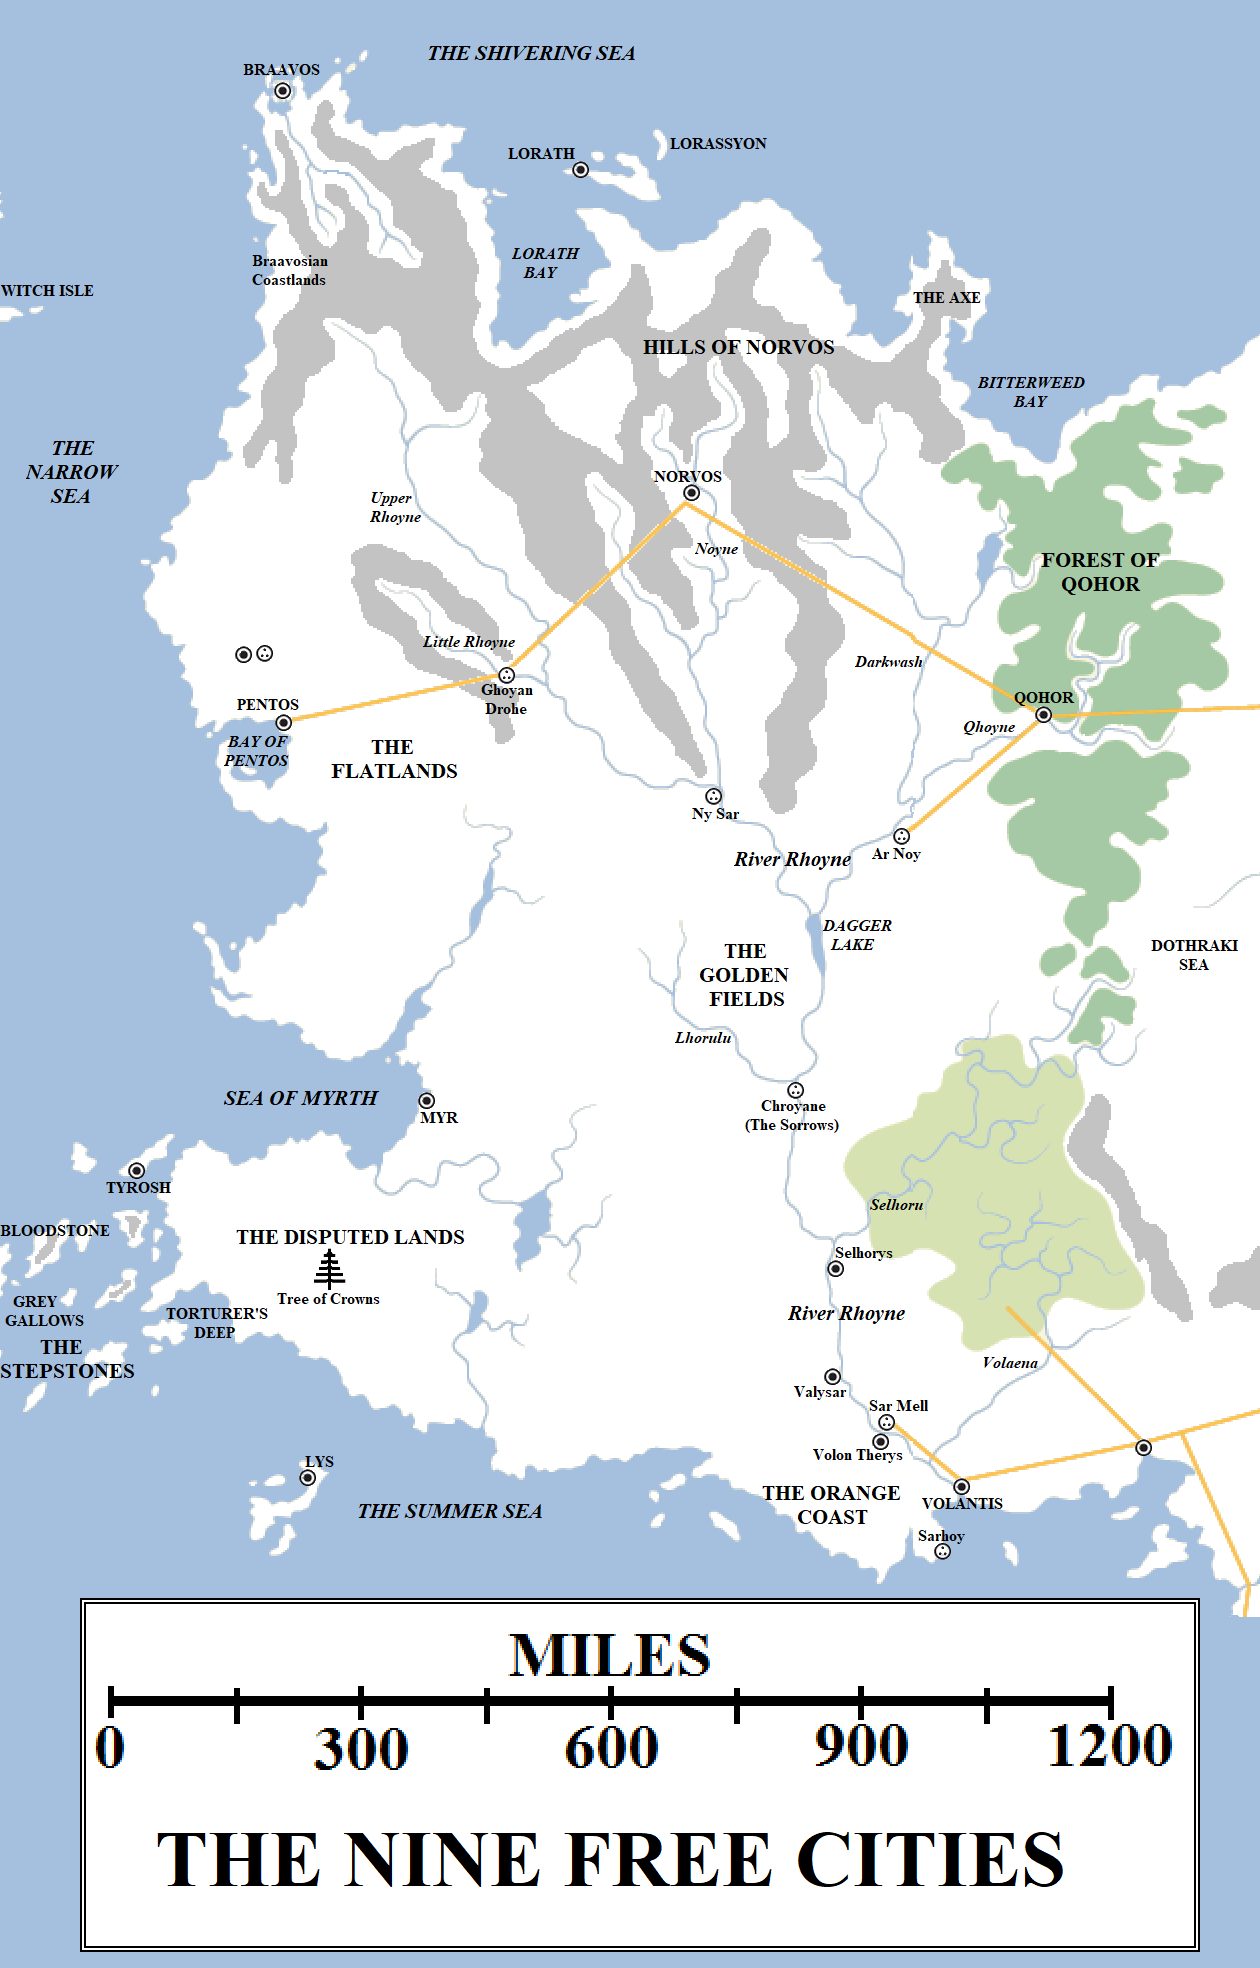 THE SHIVERING SEA
BRAAVOS
LORASSYON
LORATH
LORATH
BAY
Braavosian
Coastlands
WITCH ISLE
THE AXE
HILLS OF NORVOS
BITTERWEED
BAY
THE
NARROW
SEA
NORVOS
Upper
Rhoyne
Noyne
FOREST OF
QOHOR
Little Rhoyne
Darkwash
Ghoyan
Drohe
QOHOR
PENTOS
Qhoyne
BAY OF
PENTOS
THE
FLATLANDS
Ny Sar
River Rhoyne
Ar Noy
DAGGER
LAKE
THE
GOLDEN
FIELDS
DOTHRAKI
SEA
Lhorulu
SEA OF MYRTH
MYR
Chroyane
(The Sorrows)
TYROSH
Selhoru
BLOODSTONE
THE DISPUTED LANDS
Selhorys
Tree of Crowns
GREY
GALLOWS
TORTURER'S
DEEP
River Rhoyne
THE
STEPSTONES
Volaena
Valysar
Sar Mell
Volon Therys
LYS
THE ORANGE
COAST
VOLANTIS
THE SUMMER SEA
Sarhoy
MILES
0 300 600 900 1200
THE NINE FREE CITIES